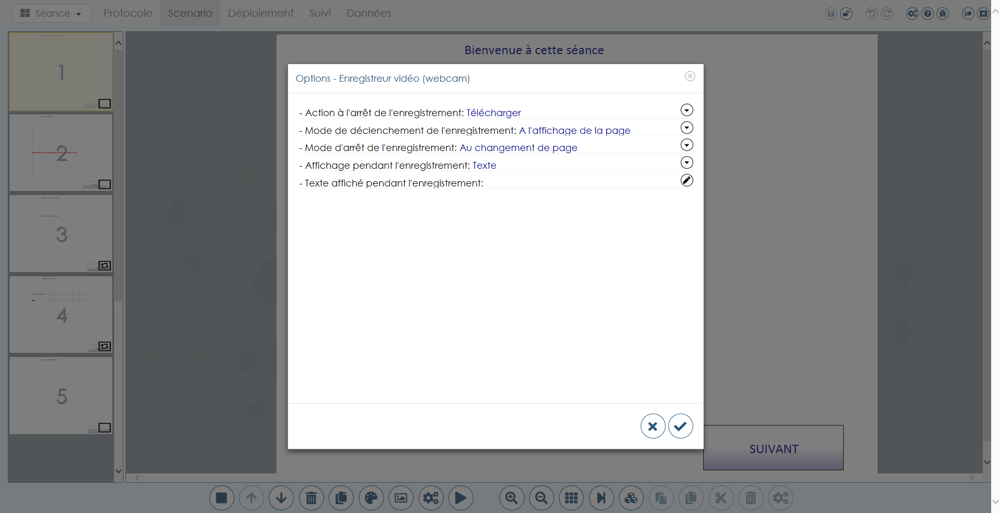 Séance
Protocole
Scenario
Déploiement
Suivi
Données
1
2
3
4
5
Bienvenue à cette séance
Options - Enregistreur vidéo (webcam)
- Action à l'arrêt de l'enregistrement: Télécharger
- Mode de déclenchement de l'enregistrement: A l'affichage de la page
- Mode d'arrêt de l'enregistrement: Au changement de page
- Affichage pendant l'enregistrement: Texte
- Texte affiché pendant l'enregistrement:
SUIVANT